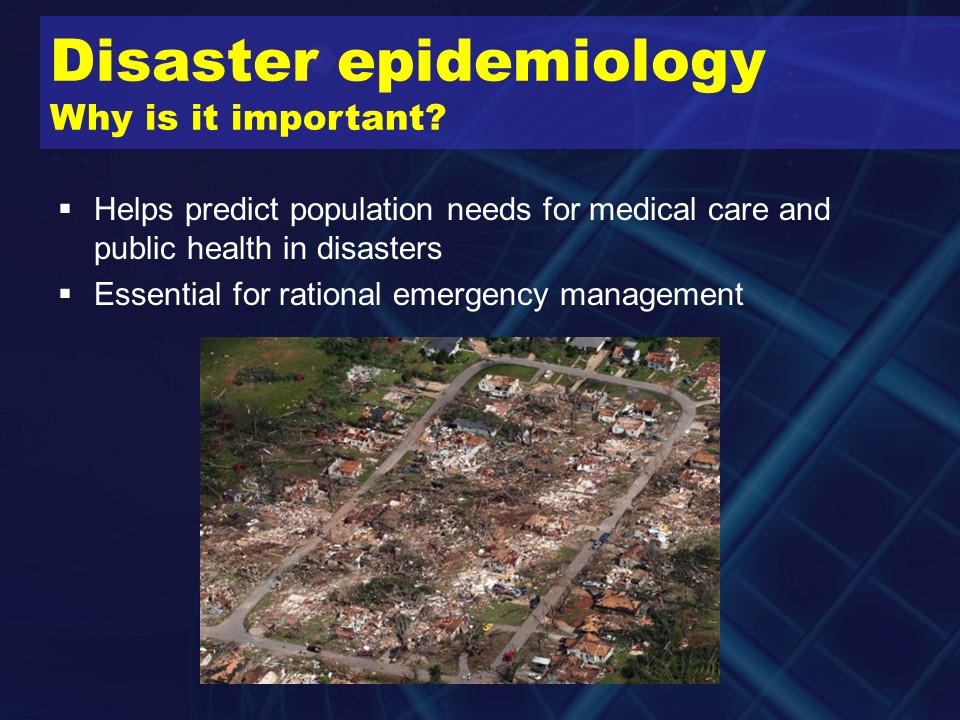 Disaster epidemiology
Why is it important?
▪ Helps predict population needs for medical care and
public health in disasters
▪ Essential for rational emergency management